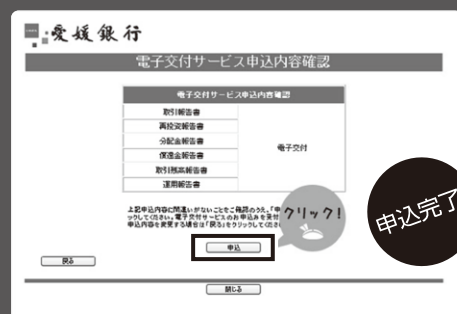 愛媛銀行
電子交付サービス申込内容確認
電子交付サービス申込内容確認
取引報告書
再投資報告書
分配金報告書
償還金報告書
取引残高報告書
運用報告書
電子交付
上記申込内容に間違いがないことをご確認のうえ、「申
ックしてください。電子交付サービスのお申込みを受付
申込内容を変更する場合は「戻る」をクリックしてくださ
クリック!
申込
戻る
閉じる
申込完了